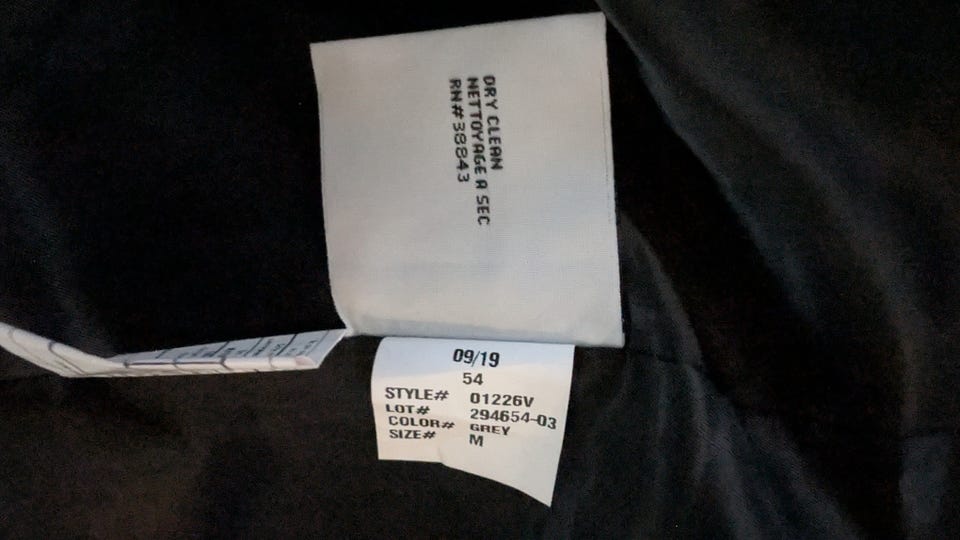 DRY CLEAN
NETTOYAGE A SEC
RN#38843
09/19
54
STYLE# 01226V
LOT# 294654-03
COLOR# GREY
SIZE# M